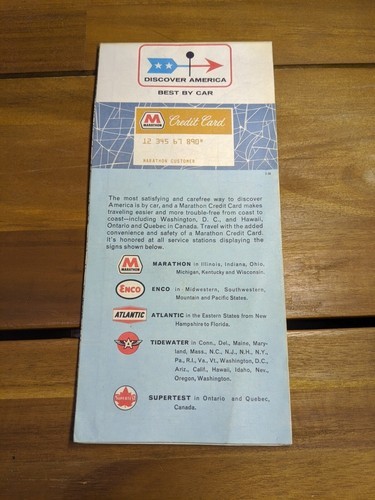 DISCOVER AMERICA
BEST BY CAR
M
MARATHON
Credit Card
12 345 67 890*
MARATHON CUSTOMER
The most satisfying and carefree way to discover
America is by car, and a Marathon Credit Card makes
traveling easier and more trouble-free from coast to
coast—including Washington, D. C., and Hawaii,
Ontario and Quebec in Canada. Travel with the added
convenience and safety of a Marathon Credit Card.
It's honored at all service stations displaying the
signs shown below.
M
MARATHON
MARATHON in Illinois, Indiana, Ohio,
Michigan, Kentucky and Wisconsin.
ENCO
ENCO in Midwestern, Southwestern,
Mountain and Pacific States.
ATLANTIC
ATLANTIC in the Eastern States from New
Hampshire to Florida.
A
TIDEWATER in Conn., Del., Maine, Mary-
land, Mass., N.C., N.J., N.H., N.Y.,
Pa., R.I., Va., Vt., Washington, D.C.,
Ariz., Calif., Hawaii, Idaho, Nev.,
Oregon, Washington.
SUPERTEST
SUPERTEST in Ontario and Quebec,
Canada.